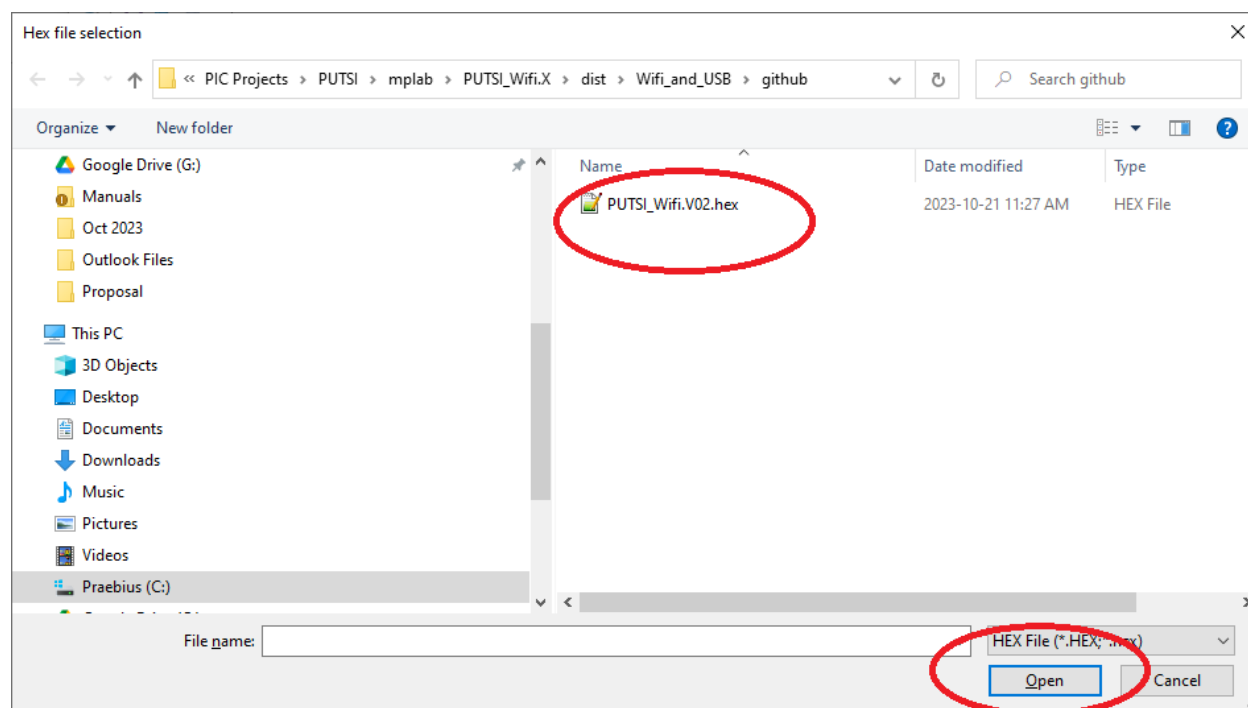 Hex file selection
« PIC Projects > PUTSI > mplab > PUTSI_Wifi.X > dist > Wifi_and_USB > github
Search github
Organize
New folder
Google Drive (G:)
Manuals
Oct 2023
Outlook Files
Proposal
This PC
3D Objects
Desktop
Documents
Downloads
Music
Pictures
Videos
Praebius (C:)
Name Date modified Type
PUTSI_Wifi.V02.hex 2023-10-21 11:27 AM HEX File
File name:
HEX File (*.HEX;*.hex)
Open Cancel